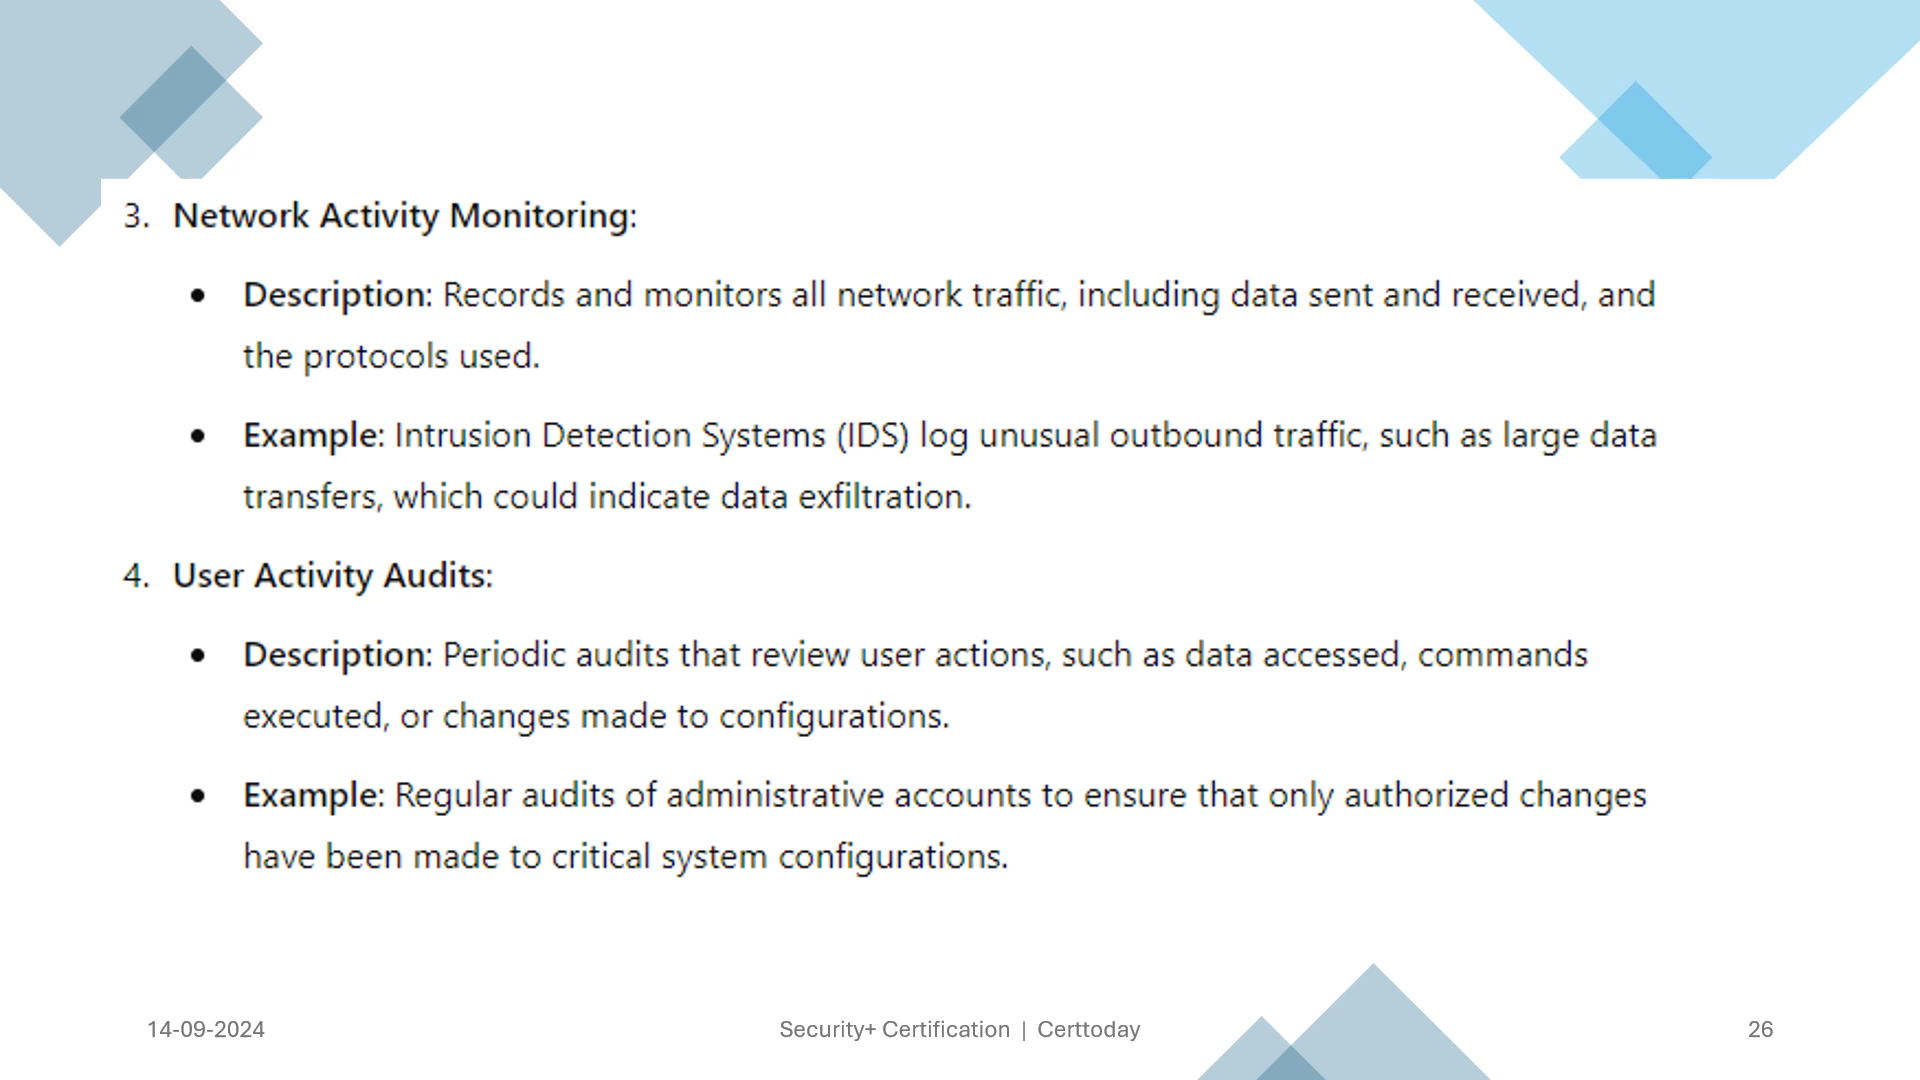 3. Network Activity Monitoring:
• Description: Records and monitors all network traffic, including data sent and received, and
the protocols used.
• Example: Intrusion Detection Systems (IDS) log unusual outbound traffic, such as large data
transfers, which could indicate data exfiltration.
4. User Activity Audits:
• Description: Periodic audits that review user actions, such as data accessed, commands
executed, or changes made to configurations.
• Example: Regular audits of administrative accounts to ensure that only authorized changes
have been made to critical system configurations.
14-09-2024
Security+ Certification | Certtoday
26